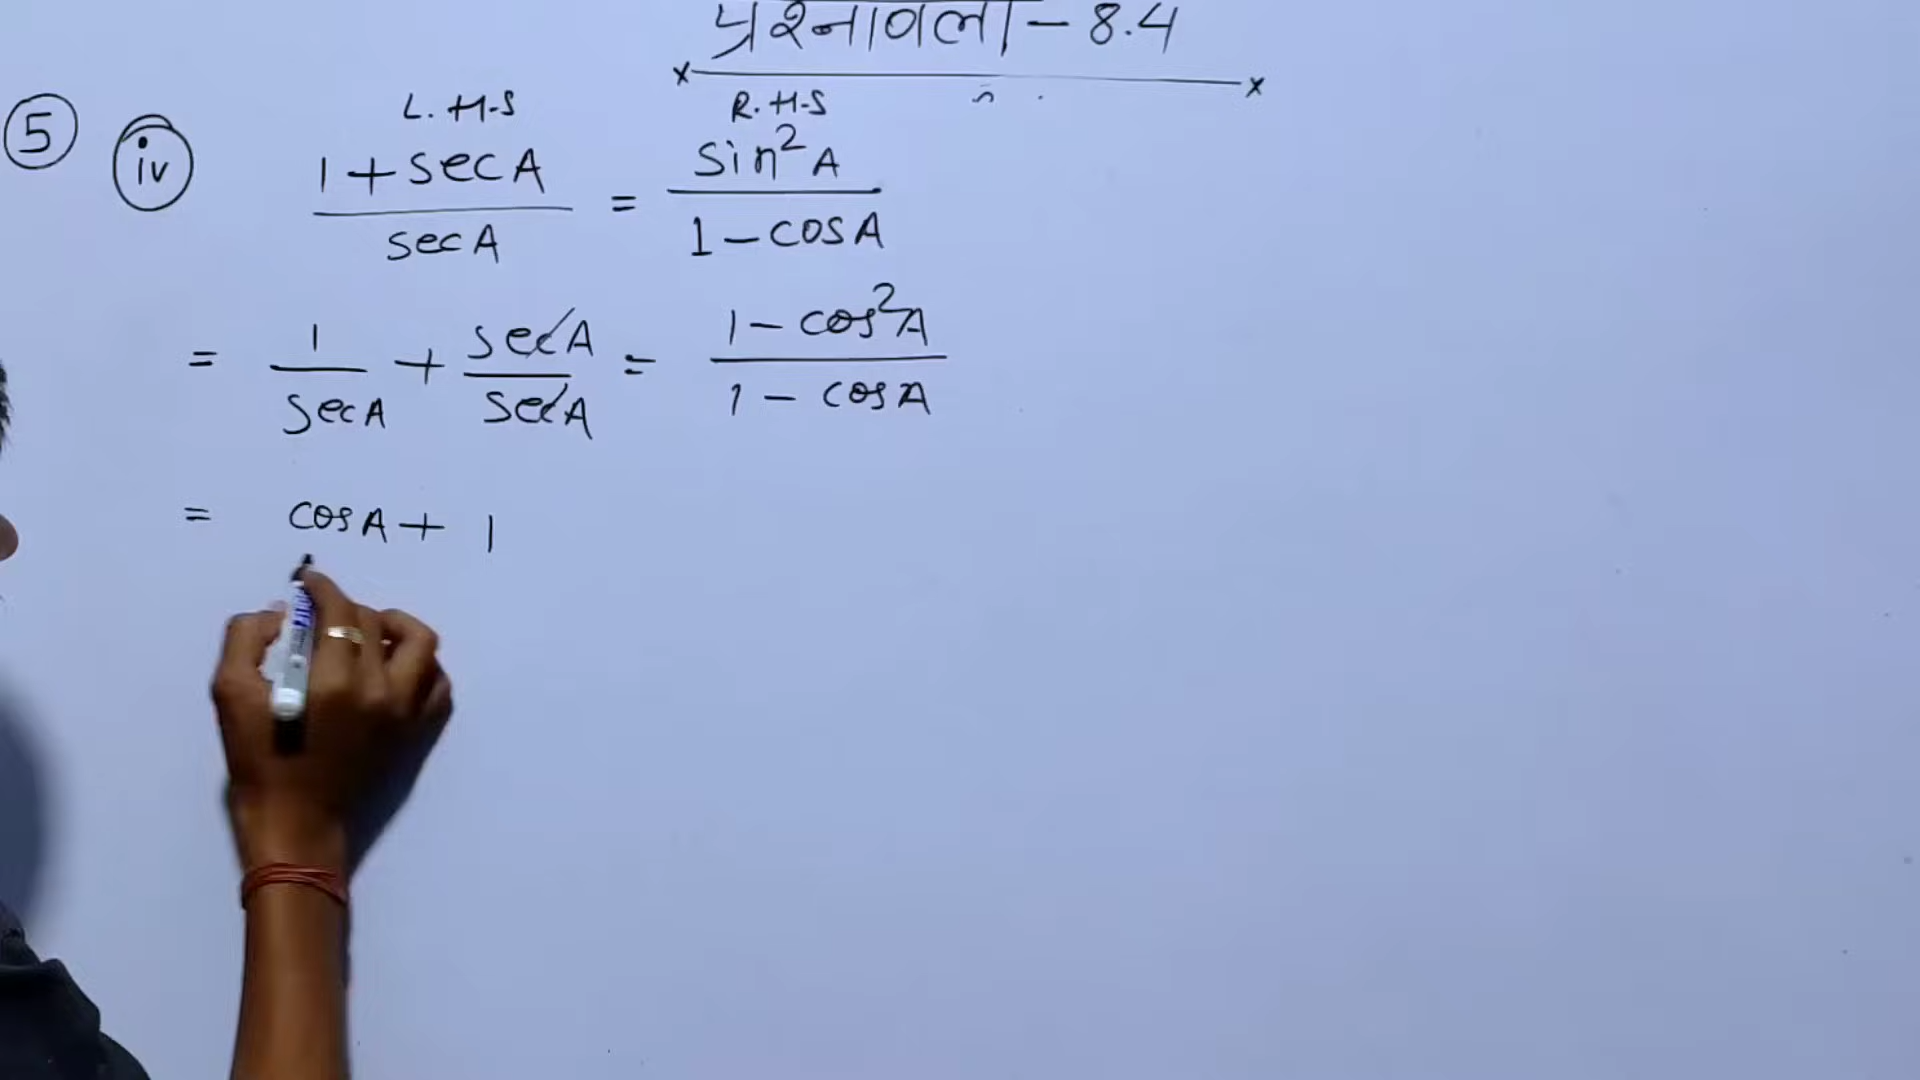 प्रश्नावली - 8.4
L.H.S R.H.S
5 iv (1+secA)/secA = sin²A/(1-cosA)
= 1/secA + secA/secA = (1-cos²A)/(1-cosA)
= cosA + 1